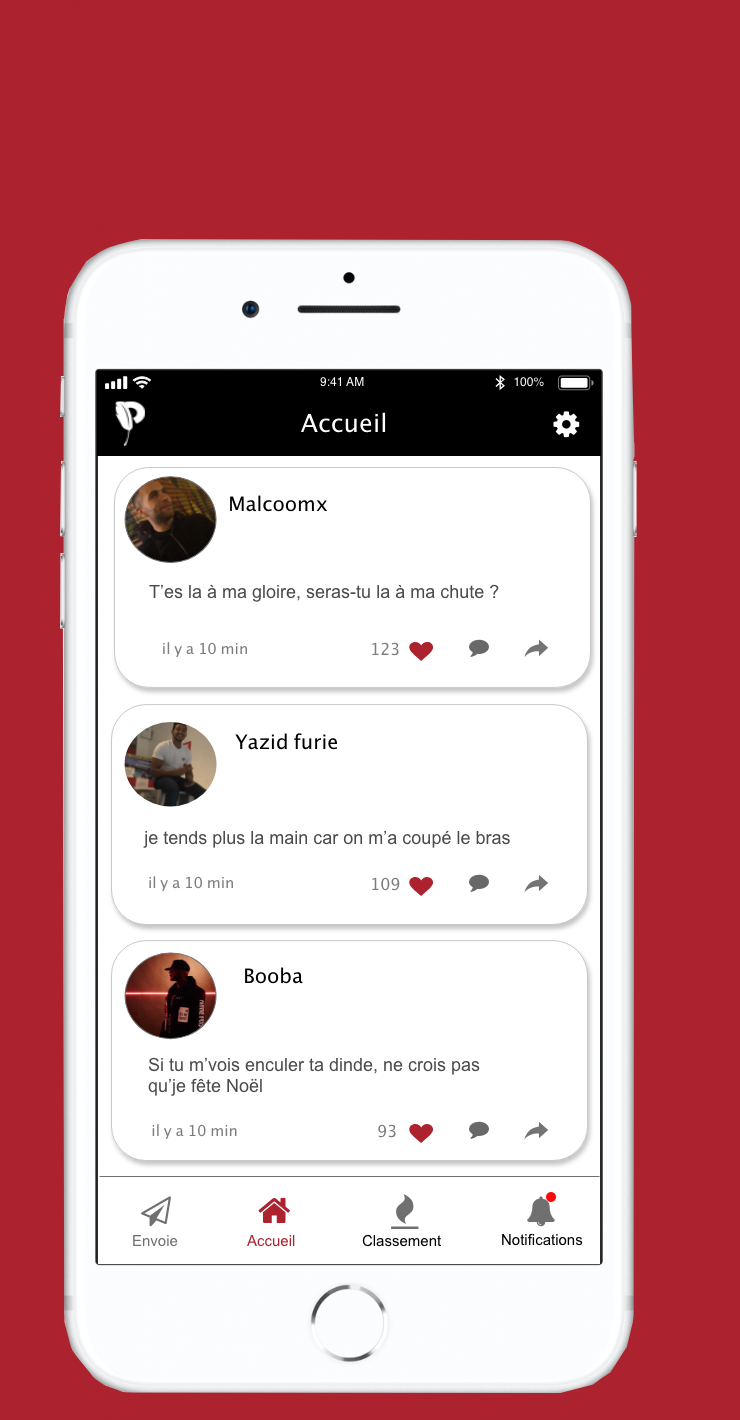 9:41 AM
100%
Accueil
Malcoomx
T’es la à ma gloire, seras-tu la à ma chute ?
il y a 10 min
123
Yazid furie
je tends plus la main car on m’a coupé le bras
il y a 10 min
109
Booba
Si tu m’vois enculer ta dinde, ne crois pas
qu’je fête Noël
il y a 10 min
93
Envoie
Accueil
Classement
Notifications